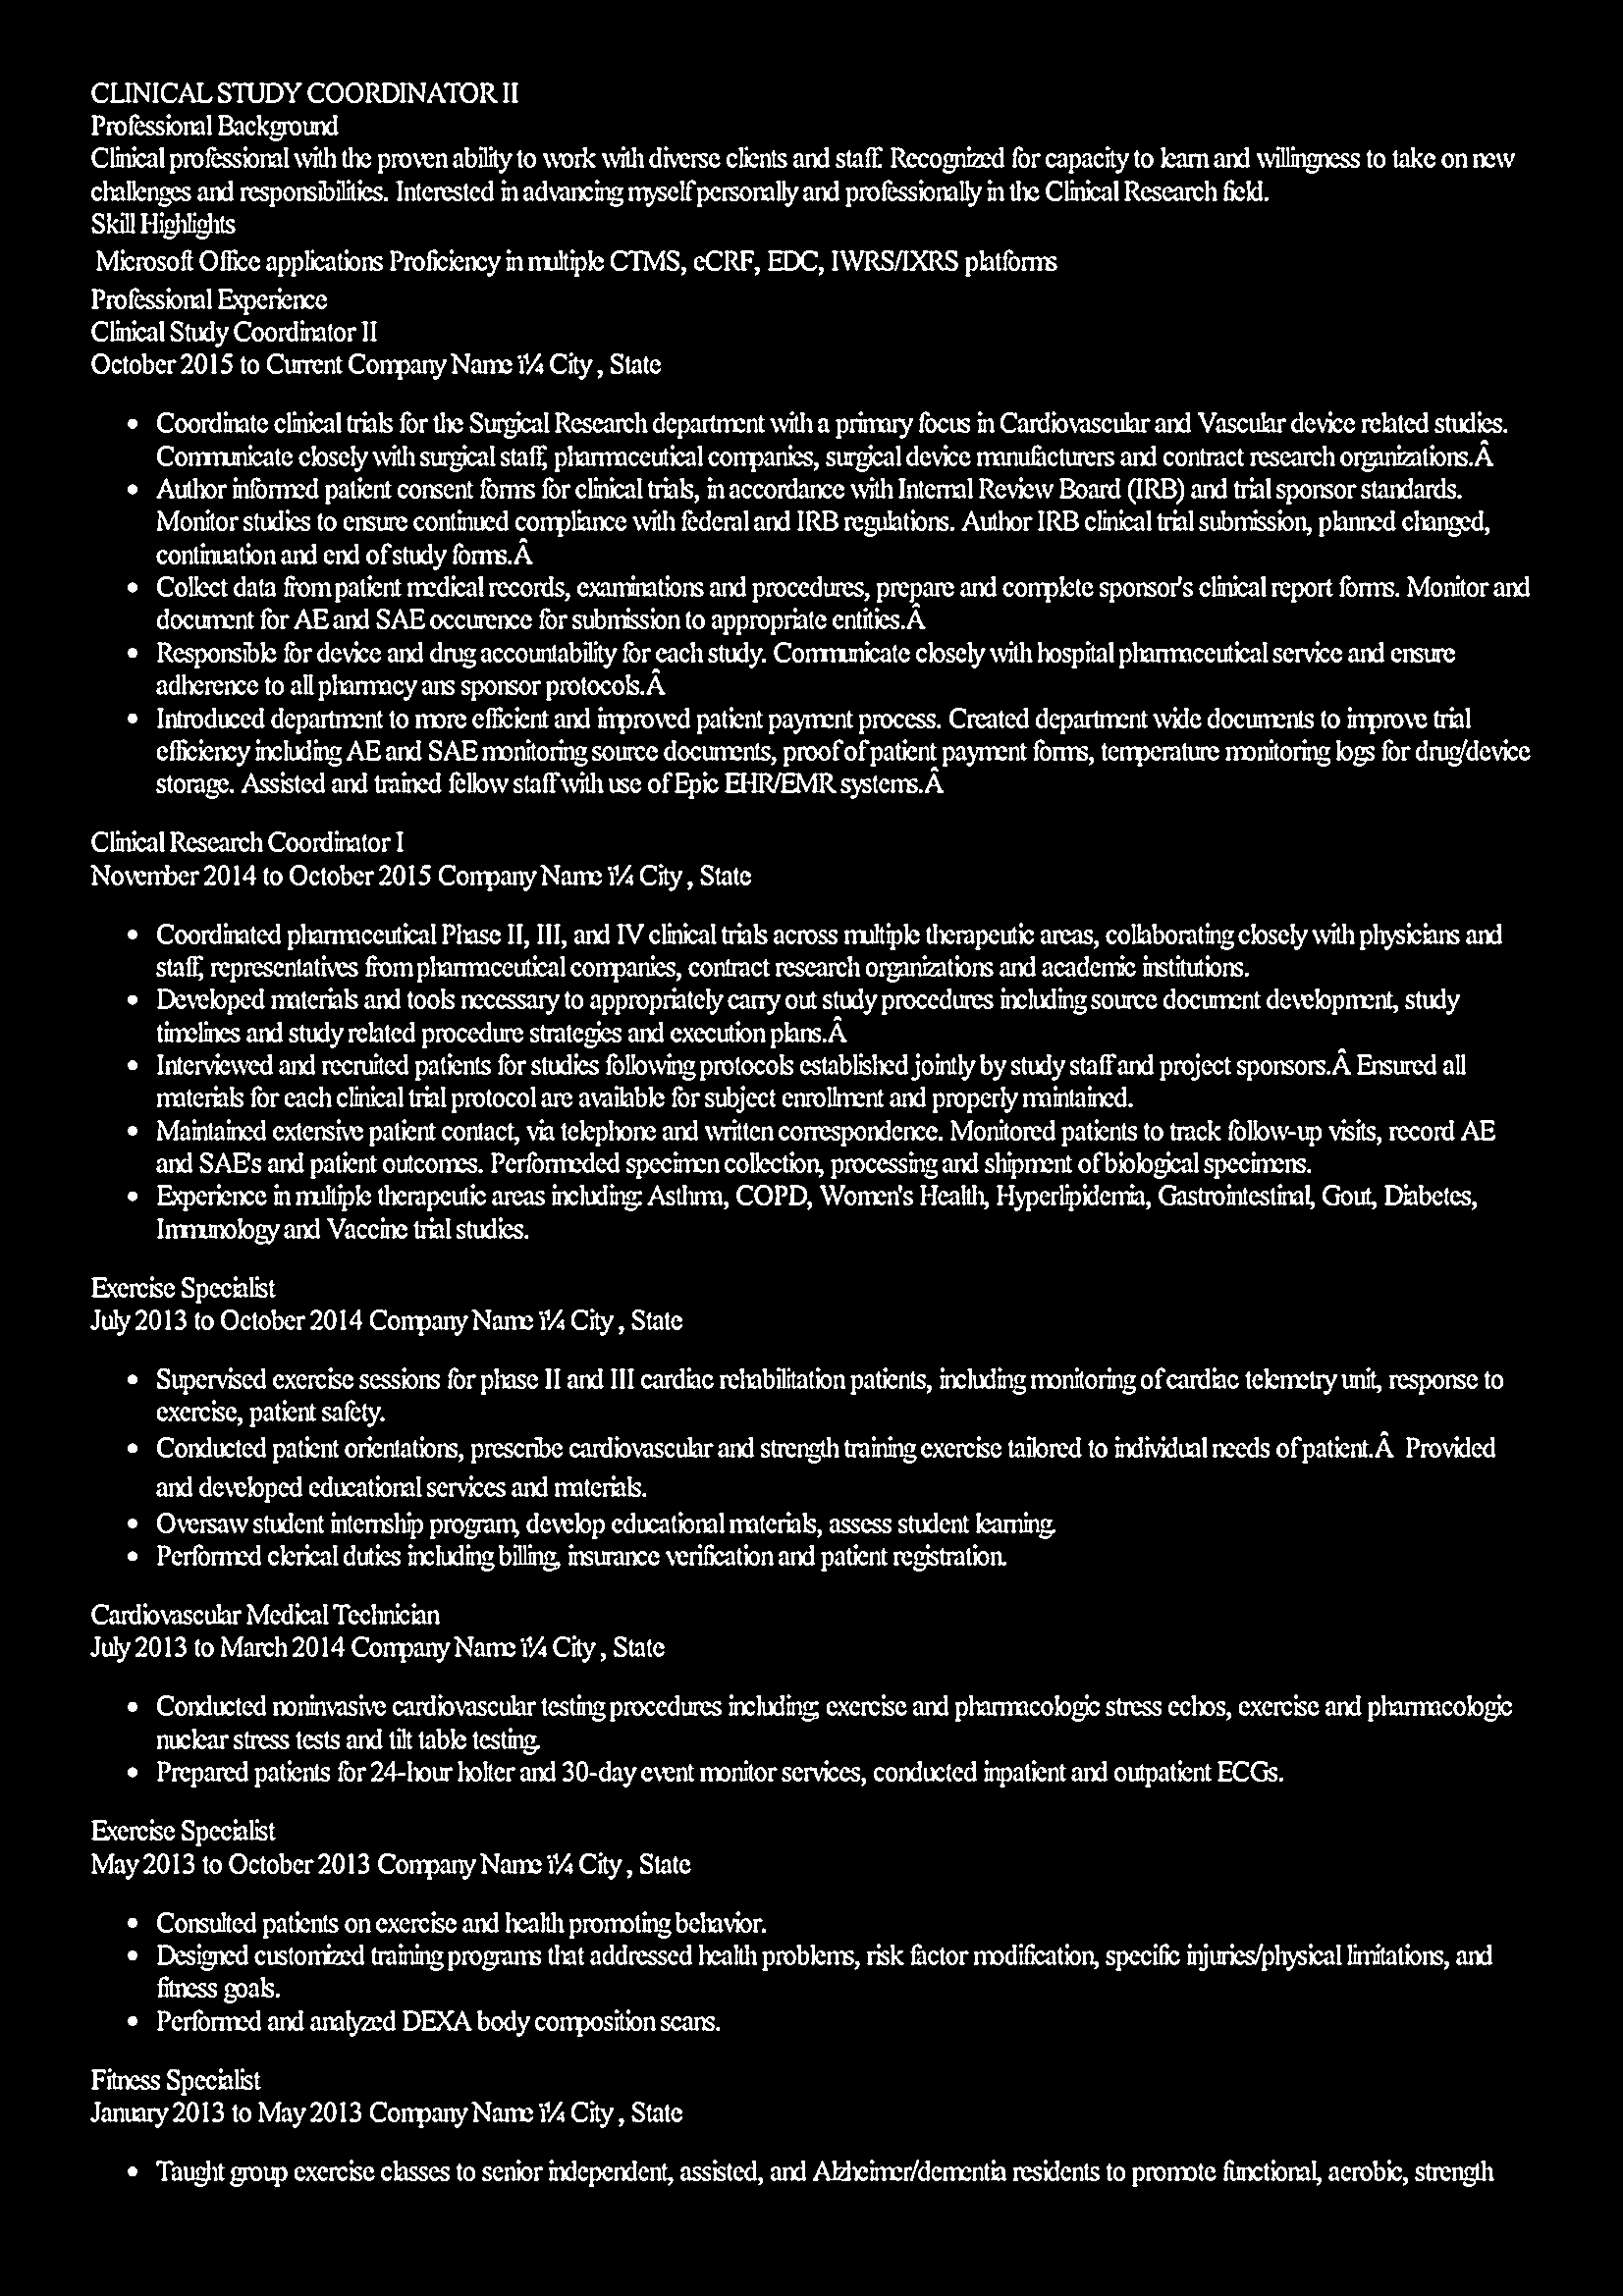 CLINICAL STUDY COORDINATOR II
Professional Background
Clinical professional with the proven ability to work with diverse clients and staff. Recognized for capacity to learn and willingness to take on new
challenges and responsibilities. Interested in advancing myself personally and professionally in the Clinical Research field.
Skill Highlights
Microsoft Office applications Proficiency in multiple CTMS, eCRF, EDC, IWRS/IXRS platforms
Professional Experience
Clinical Study Coordinator II
October 2015 to Current Company Name ï¼ City , State
• Coordinate clinical trials for the Surgical Research department with a primary focus in Cardiovascular and Vascular device related studies.
Communicate closely with surgical staff, pharmaceutical companies, surgical device manufacturers and contract research organizations.Â
• Author informed patient consent forms for clinical trials, in accordance with Internal Review Board (IRB) and trial sponsor standards.
Monitor studies to ensure continued compliance with federal and IRB regulations. Author IRB clinical trial submission, planned changed,
continuation and end of study forms.Â
• Collect data from patient medical records, examinations and procedures, prepare and complete sponsor's clinical report forms. Monitor and
document for AE and SAE occurence for submission to appropriate entities.Â
• Responsible for device and drug accountability for each study. Communicate closely with hospital pharmaceutical service and ensure
adherence to all pharmacy ans sponsor protocols.Â
• Introduced department to more efficient and improved patient payment process. Created department wide documents to improve trial
efficiency including AE and SAE monitoring source documents, proof of patient payment forms, temperature monitoring logs for drug/device
storage. Assisted and trained fellow staff with use of Epic EHR/EMR systems.Â
Clinical Research Coordinator I
November 2014 to October 2015 Company Name ï¼ City , State
• Coordinated pharmaceutical Phase II, III, and IV clinical trials across multiple therapeutic areas, collaborating closely with physicians and
staff, representatives from pharmaceutical companies, contract research organizations and academic institutions.
• Developed materials and tools necessary to appropriately carry out study procedures including source document development, study
timelines and study related procedure strategies and execution plans.Â
• Interviewed and recruited patients for studies following protocols established jointly by study staff and project sponsors.Â Ensured all
materials for each clinical trial protocol are available for subject enrollment and properly maintained.
• Maintained extensive patient contact, via telephone and written correspondence. Monitored patients to track follow-up visits, record AE
and SAE's and patient outcomes. Performeded specimen collection, processing and shipment of biological specimens.
• Experience in multiple therapeutic areas including: Asthma, COPD, Women's Health, Hyperlipidemia, Gastrointestinal, Gout, Diabetes,
Immunology and Vaccine trial studies.
Exercise Specialist
July 2013 to October 2014 Company Name ï¼ City , State
• Supervised exercise sessions for phase II and III cardiac rehabilitation patients, including monitoring of cardiac telemetry unit, response to
exercise, patient safety.
• Conducted patient orientations, prescribe cardiovascular and strength training exercise tailored to individual needs of patient.Â Provided
and developed educational services and materials.
• Oversaw student internship program, develop educational materials, assess student learning.
• Performed clerical duties including billing, insurance verification and patient registration.
Cardiovascular Medical Technician
July 2013 to March 2014 Company Name ï¼ City , State
• Conducted noninvasive cardiovascular testing procedures including; exercise and pharmacologic stress echos, exercise and pharmacologic
nuclear stress tests and tilt table testing.
• Prepared patients for 24-hour holter and 30-day event monitor services, conducted inpatient and outpatient ECGs.
Exercise Specialist
May 2013 to October 2013 Company Name ï¼ City , State
• Consulted patients on exercise and health promoting behavior.
• Designed customized training programs that addressed health problems, risk factor modification, specific injuries/physical limitations, and
fitness goals.
• Performed and analyzed DEXA body composition scans.
Fitness Specialist
January 2013 to May 2013 Company Name ï¼ City , State
• Taught group exercise classes to senior independent, assisted, and Alzheimer/dementia residents to promote functional, aerobic, strength